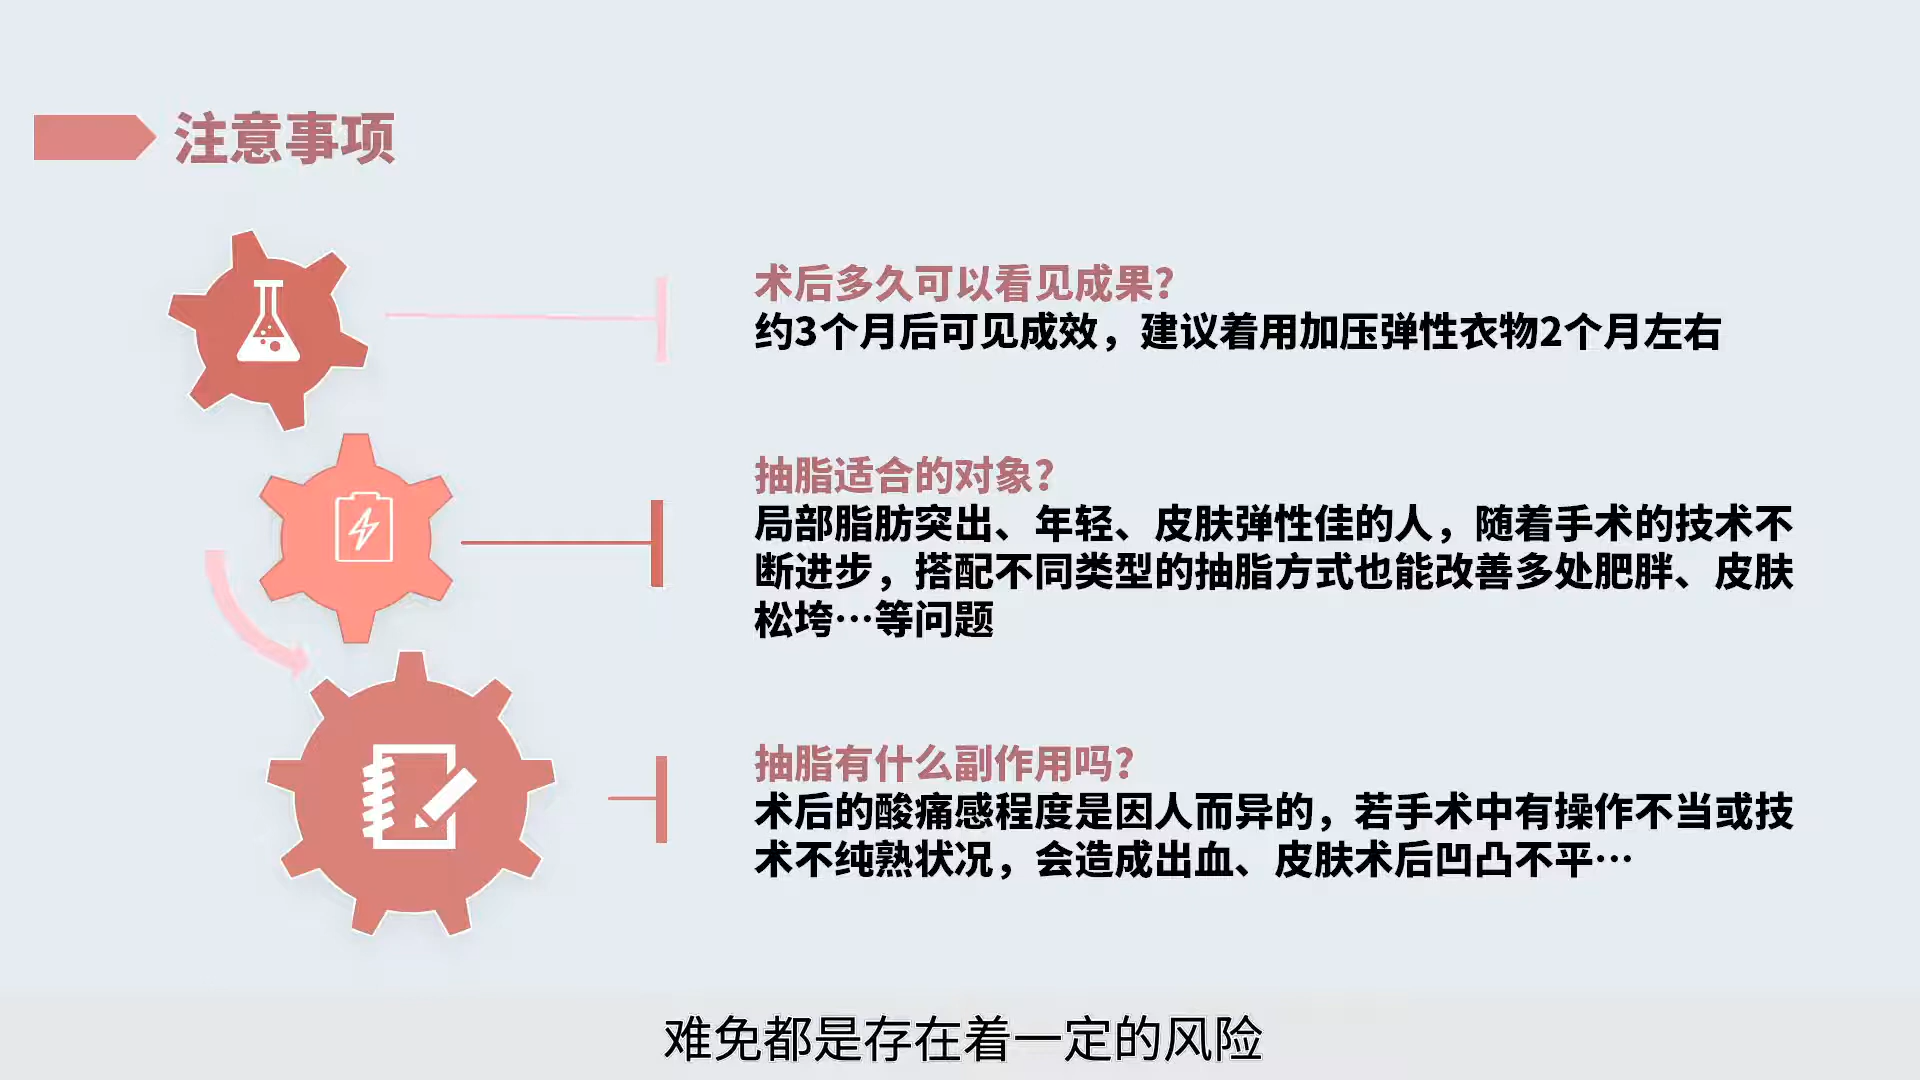 注意事项
术后多久可以看见成果?
约3个月后可见成效，建议着用加压弹性衣物2个月左右
抽脂适合的对象?
局部脂肪突出、年轻、皮肤弹性佳的人，随着手术的技术不
断进步，搭配不同类型的抽脂方式也能改善多处肥胖、皮肤
松垮…等问题
抽脂有什么副作用吗?
术后的酸痛感程度是因人而异的，若手术中有操作不当或技
术不纯熟状况，会造成出血、皮肤术后凹凸不平…
难免都是存在着一定的风险